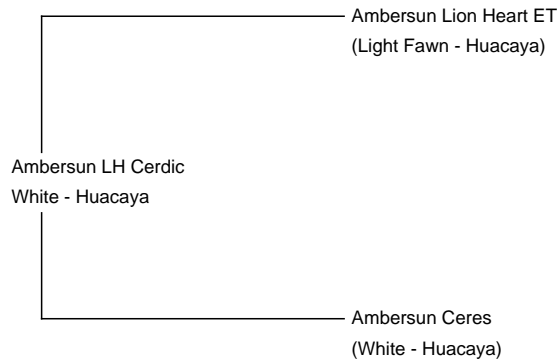 Ambersun Lion Heart ET
(Light Fawn - Huacaya)
Ambersun LH Cerdic
White - Huacaya
Ambersun Ceres
(White - Huacaya)